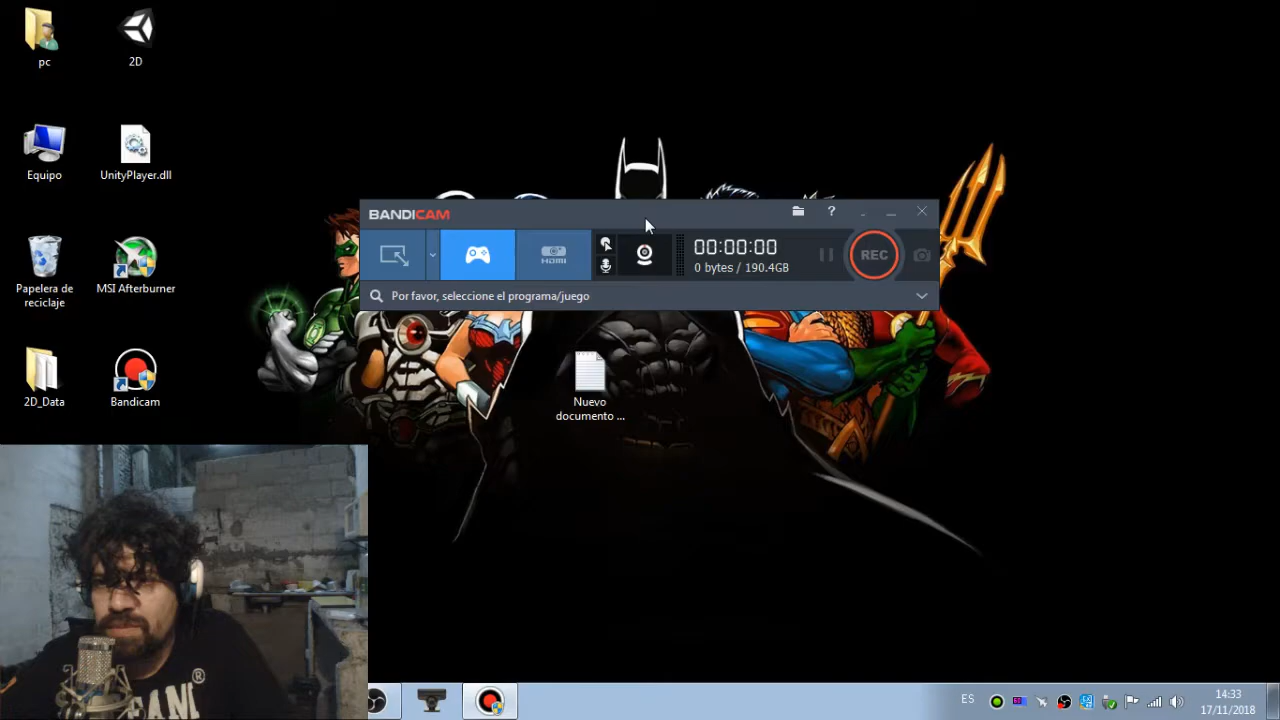 pc
2D
Equipo
UnityPlayer.dll
Papelera de
reciclaje
MSI Afterburner
2D_Data
Bandicam
BANDICAM
?
HDMI
00:00:00
0 bytes / 190.4GB
REC
Por favor, seleccione el programa/juego
Nuevo
documento ...
®
ES
14:33
17/11/2018